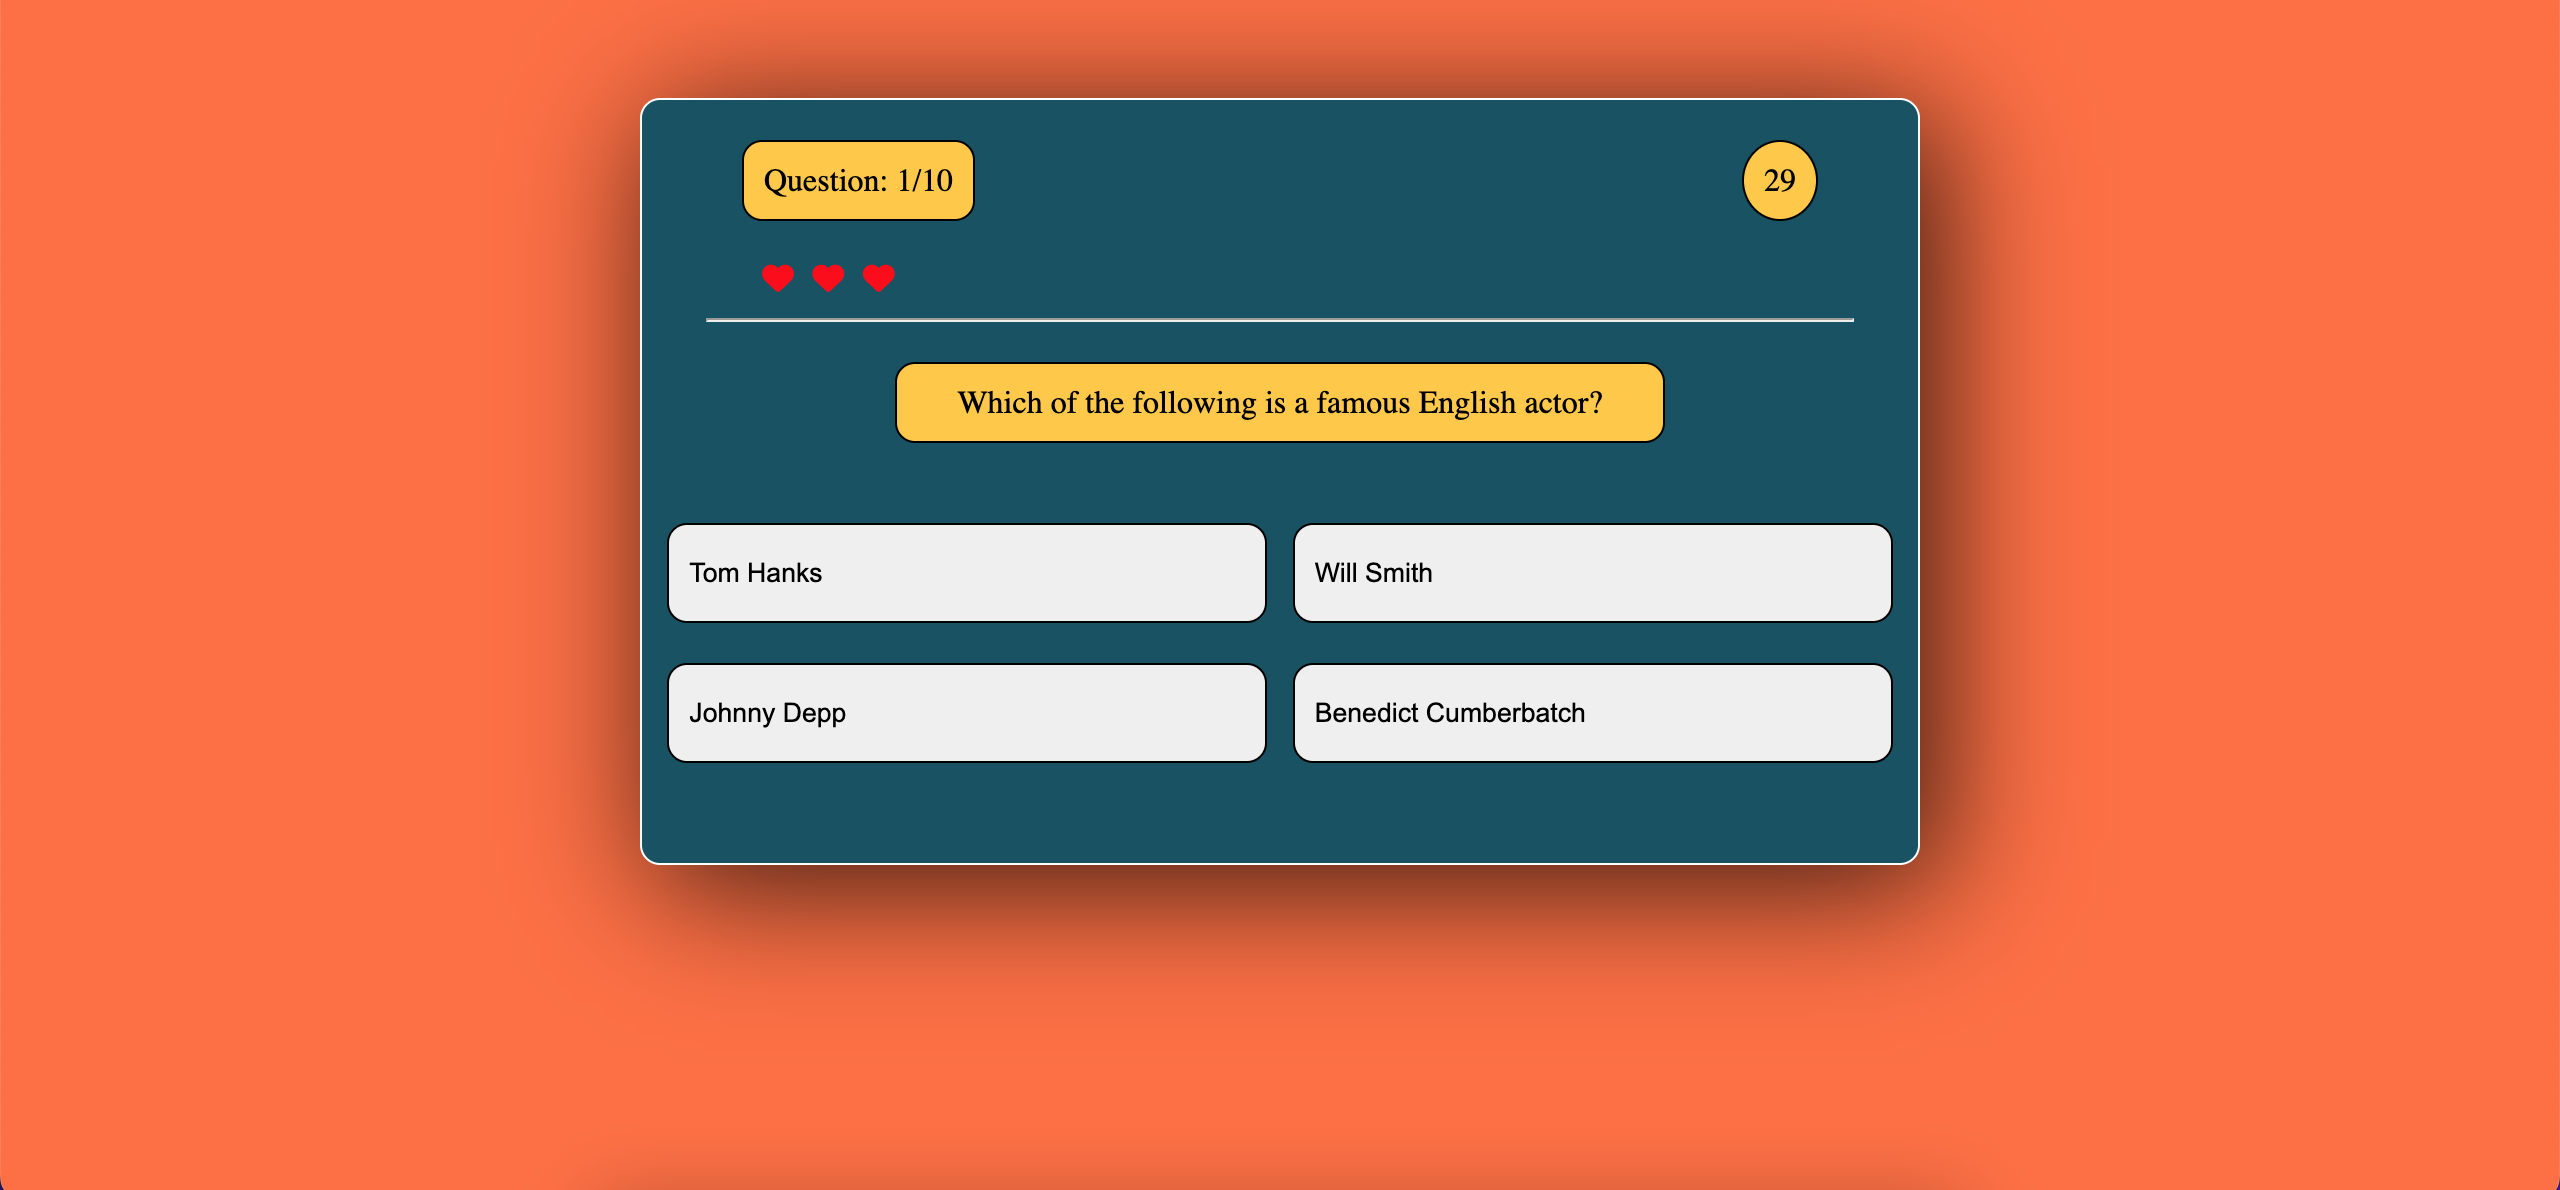 Question: 1/10
29
Which of the following is a famous English actor?
Tom Hanks
Will Smith
Johnny Depp
Benedict Cumberbatch